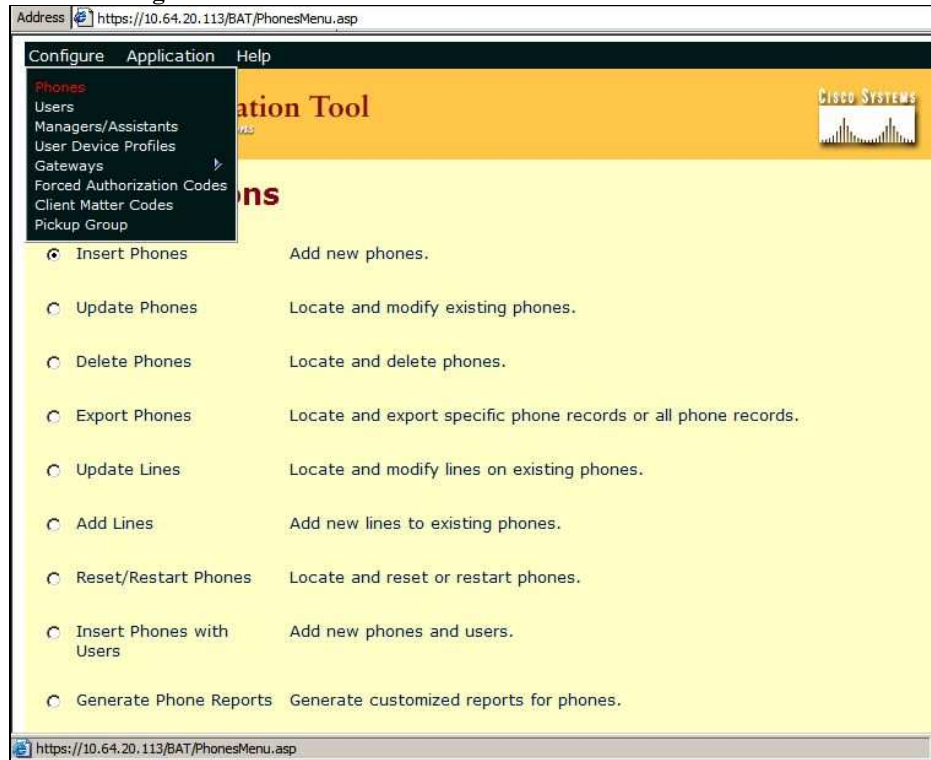 Address https://10.64.20.113/BAT/PhonesMenu.asp
Configure Application Help
Phones
Users
Managers/Assistants
User Device Profiles
Gateways
Forced Authorization Codes
Client Matter Codes
Pickup Group
ation Tool
CISCO SYSTEMS
ons
Insert Phones Add new phones.
Update Phones Locate and modify existing phones.
Delete Phones Locate and delete phones.
Export Phones Locate and export specific phone records or all phone records.
Update Lines Locate and modify lines on existing phones.
Add Lines Add new lines to existing phones.
Reset/Restart Phones Locate and reset or restart phones.
Insert Phones with Add new phones and users.
Users
Generate Phone Reports Generate customized reports for phones.
https://10.64.20.113/BAT/PhonesMenu.asp